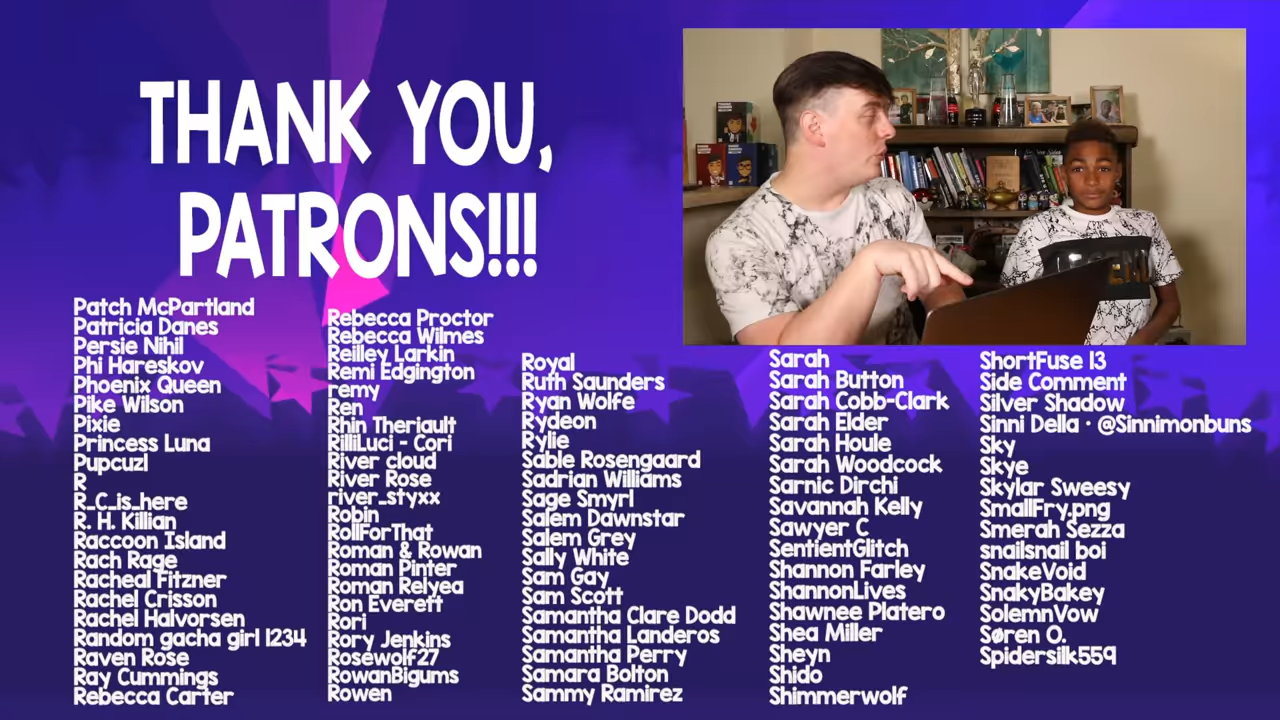 THANK YOU,
PATRONS!!!
Patch McPartland
Patricia Danes
Persie Nihil
Phi Hareskov
Phoenix Queen
Pike Wilson
Pixie
Princess Luna
Pupcuzl
R
R_C_is_here
R. H. Killian
Raccoon Island
Rach Rage
Racheal Fitzner
Rachel Crisson
Rachel Halvorsen
Random gacha girl 1234
Raven Rose
Ray Cummings
Rebecca Carter
Rebecca Proctor
Rebecca Wilmes
Reilley Larkin
Remi Edgington
remy
Ren
Rhin Theriault
RilliLuci - Cori
River cloud
River Rose
river_styxx
Robin
RollForThat
Roman & Rowan
Roman Pinter
Roman Relyea
Ron Everett
Rori
Rory Jenkins
Rosewolf27
RowanBigums
Rowen
Royal
Ruth Saunders
Ryan Wolfe
Rydeon
Rylie
Sable Rosengaard
Sadrian Williams
Sage Smyrl
Salem Dawnstar
Salem Grey
Sally White
Sam Gay
Sam Scott
Samantha Clare Dodd
Samantha Landeros
Samantha Perry
Samara Bolton
Sammy Ramirez
Sarah
Sarah Button
Sarah Cobb-Clark
Sarah Elder
Sarah Houle
Sarah Woodcock
Sarnic Dirchi
Savannah Kelly
Sawyer C
SentientGlitch
Shannon Farley
ShannonLives
Shawnee Platero
Shea Miller
Sheyn
Shido
Shimmerwolf
ShortFuse 13
Side Comment
Silver Shadow
Sinni Della • @Sinnimonbuns
Sky
Skye
Skylar Sweesy
SmallFry.png
Smerah Sezza
snailsnail boi
SnakeVoid
SnakyBakey
SolemnVow
Søren O.
Spidersilk559